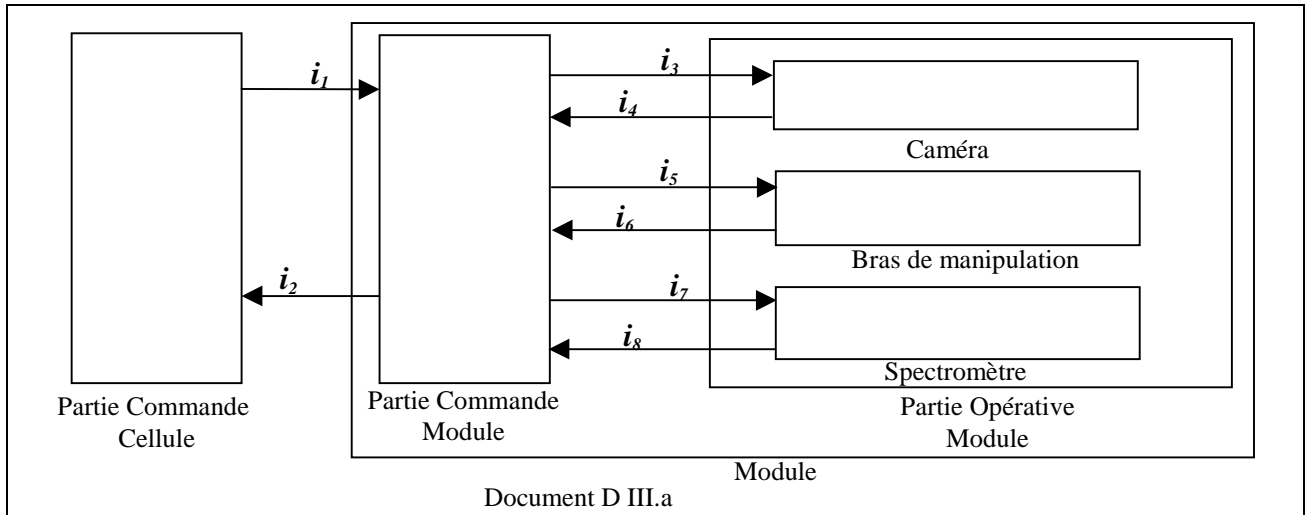 i1
i3
i4
Caméra
i5
i6
Bras de manipulation
i2
i7
i8
Spectromètre
Partie Commande
Cellule
Partie Commande
Module
Partie Opérative
Module
Module
Document D III.a